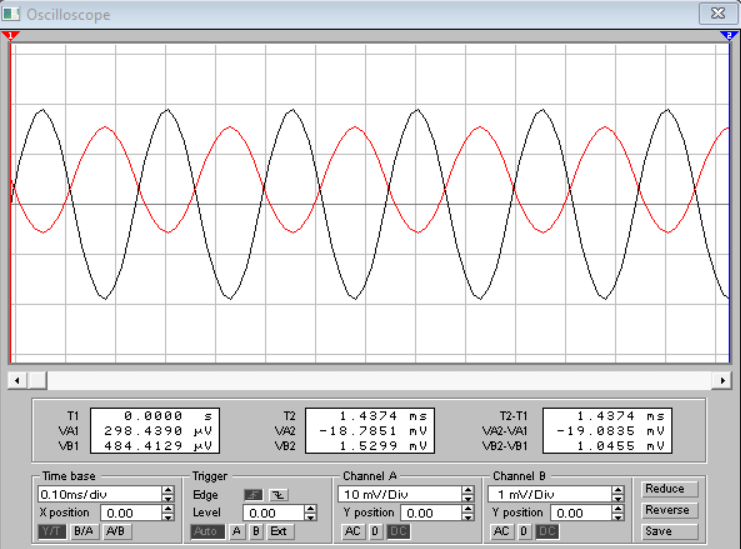 Oscilloscope
1 2
T1 0.0000 s T2 1.4374 ms T2-T1 1.4374 ms
VA1 298.4390 µV VA2 -18.7851 mV VA2-VA1 -19.0835 mV
VB1 484.4129 µV VB2 1.5299 mV VB2-VB1 1.0455 mV
Time base Trigger Channel A Channel B Reduce
0.10ms/div Edge 10 mV/Div 1 mV/Div
X position 0.00 Level 0.00 Y position 0.00 Y position 0.00 Reverse
Y/T B/A A/B Auto A B Ext AC 0 DC AC 0 DC Save